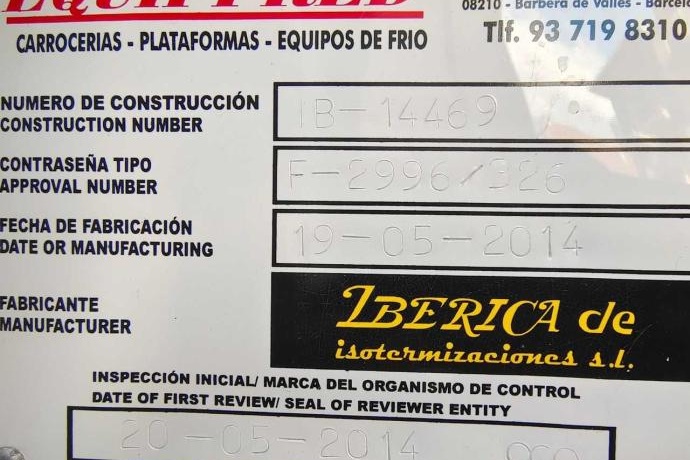 08210 - Barberà de Vallès - Barcel
CARROCERIAS - PLATAFORMAS - EQUIPOS DE FRIO
Tlf. 93 719 8310
NUMERO DE CONSTRUCCIÓN
CONSTRUCTION NUMBER
IB-14469
CONTRASEÑA TIPO
APPROVAL NUMBER
F-2996/326
FECHA DE FABRICACIÓN
DATE OR MANUFACTURING
19-05-2014
FABRICANTE
MANUFACTURER
IBERICA de
isotermizaciones s.l.
INSPECCIÓN INICIAL/ MARCA DEL ORGANISMO DE CONTROL
DATE OF FIRST REVIEW/ SEAL OF REVIEWER ENTITY
20-05-2014